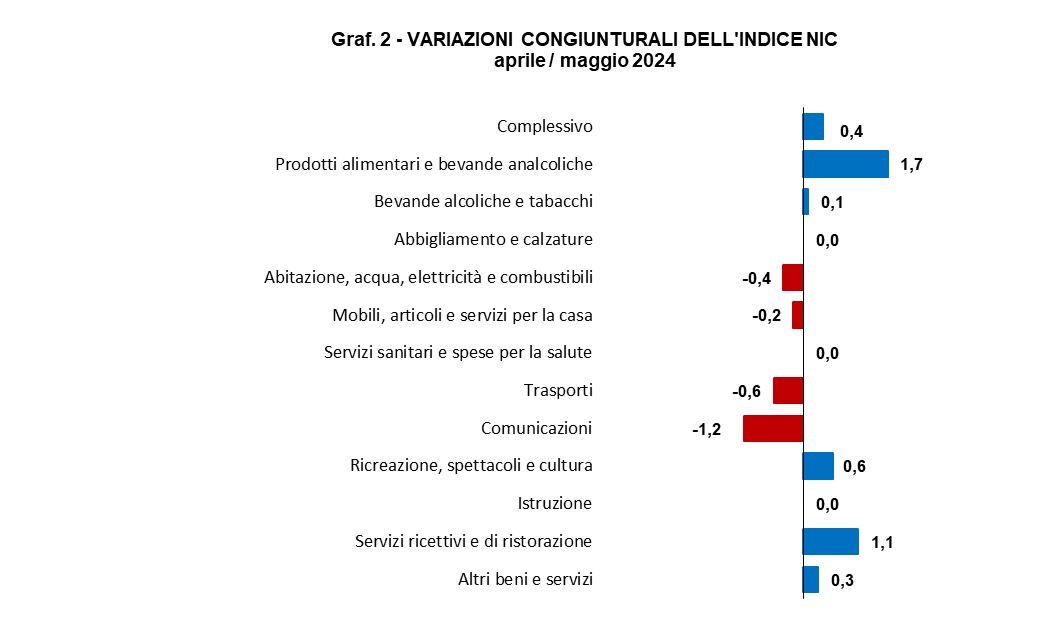 Graf. 2 - VARIAZIONI CONGIUNTURALI DELL'INDICE NIC
aprile / maggio 2024
Complessivo 0,4
Prodotti alimentari e bevande analcoliche 1,7
Bevande alcoliche e tabacchi 0,1
Abbigliamento e calzature 0,0
Abitazione, acqua, elettricità e combustibili -0,4
Mobili, articoli e servizi per la casa -0,2
Servizi sanitari e spese per la salute 0,0
Trasporti -0,6
Comunicazioni -1,2
Ricreazione, spettacoli e cultura 0,6
Istruzione 0,0
Servizi ricettivi e di ristorazione 1,1
Altri beni e servizi 0,3